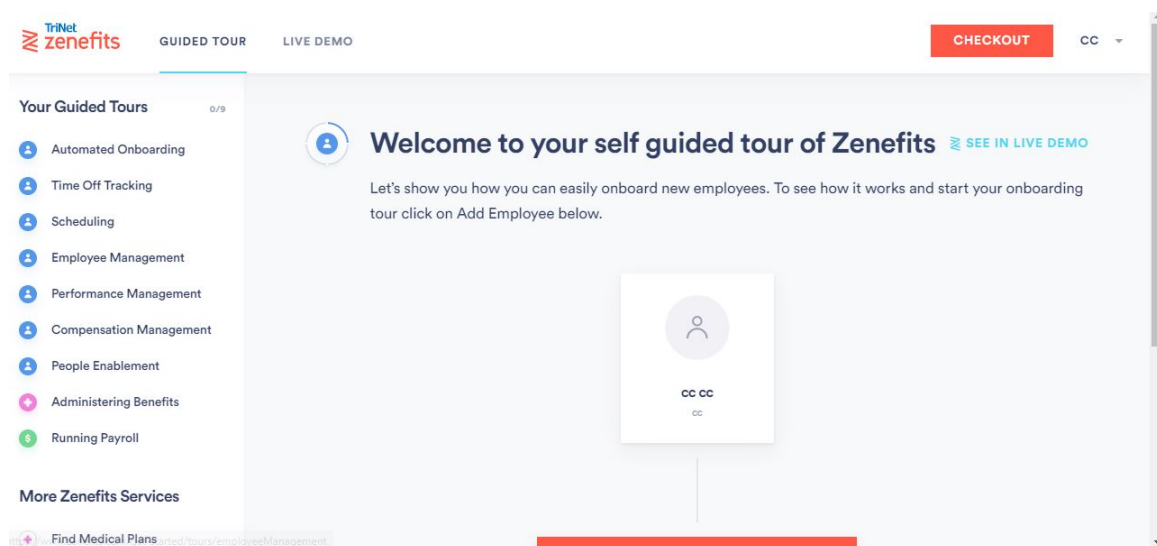 TriNet
zenefits
GUIDED TOUR
LIVE DEMO
CHECKOUT
CC
Your Guided Tours
0/9
Automated Onboarding
Time Off Tracking
Scheduling
Employee Management
Performance Management
Compensation Management
People Enablement
Administering Benefits
Running Payroll
More Zenefits Services
Find Medical Plans
Welcome to your self guided tour of Zenefits
SEE IN LIVE DEMO
Let's show you how you can easily onboard new employees. To see how it works and start your onboarding
tour click on Add Employee below.
cc cc
cc
started/tours/employeeManagement